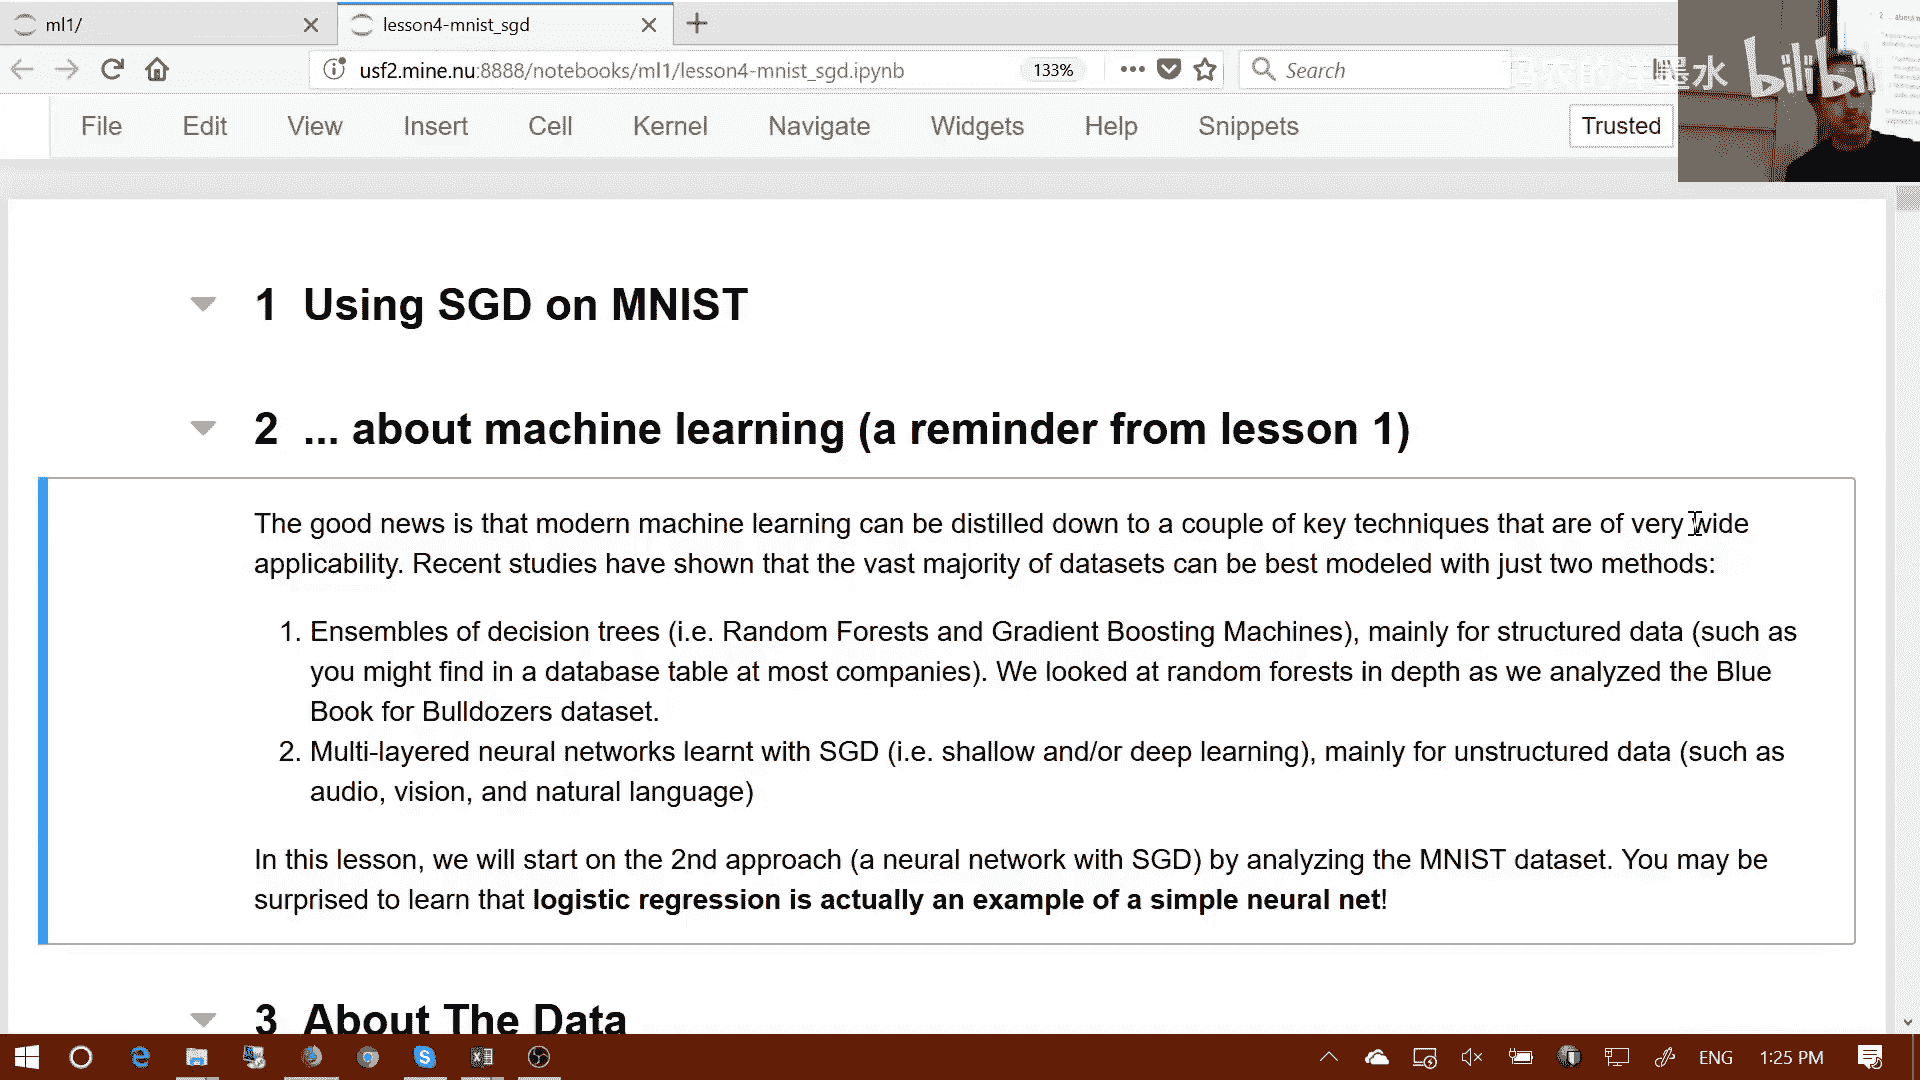 ml1/
lesson4-mnist_sgd
usf2.mine.nu:8888/notebooks/ml1/lesson4-mnist_sgd.ipynb
133%
Search
码农的洋墨水
bilibili
File Edit View Insert Cell Kernel Navigate Widgets Help Snippets Trusted
1 Using SGD on MNIST
2 ... about machine learning (a reminder from lesson 1)
The good news is that modern machine learning can be distilled down to a couple of key techniques that are of very wide
applicability. Recent studies have shown that the vast majority of datasets can be best modeled with just two methods:
1. Ensembles of decision trees (i.e. Random Forests and Gradient Boosting Machines), mainly for structured data (such as
you might find in a database table at most companies). We looked at random forests in depth as we analyzed the Blue
Book for Bulldozers dataset.
2. Multi-layered neural networks learnt with SGD (i.e. shallow and/or deep learning), mainly for unstructured data (such as
audio, vision, and natural language)
In this lesson, we will start on the 2nd approach (a neural network with SGD) by analyzing the MNIST dataset. You may be
surprised to learn that logistic regression is actually an example of a simple neural net!
3 About The Data
ENG 1:25 PM